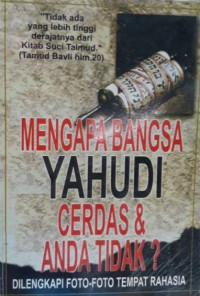 "Tidak ada
yang lebih tinggi
derajatnya dari
Kitab Suci Talmud."
(Talmud Bavli hlm.20)
MENGAPA BANGSA
YAHUDI
CERDAS &
ANDA TIDAK ?
DILENGKAPI FOTO-FOTO TEMPAT RAHASIA